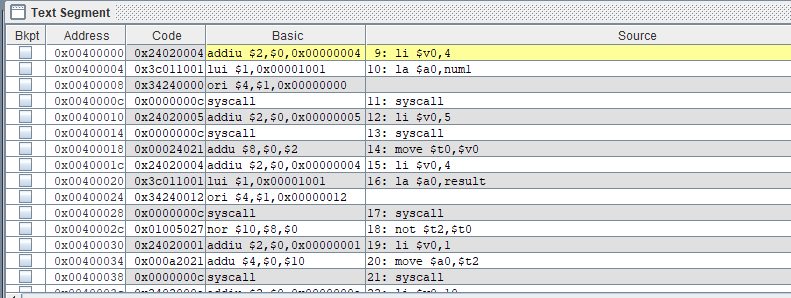 Text Segment
Bkpt Address Code Basic Source
0x00400000 0x24020004 addiu $2,$0,0x00000004 9: li $v0,4
0x00400004 0x3c011001 lui $1,0x00001001 10: la $a0,num1
0x00400008 0x34240000 ori $4,$1,0x00000000
0x0040000c 0x0000000c syscall 11: syscall
0x00400010 0x24020005 addiu $2,$0,0x00000005 12: li $v0,5
0x00400014 0x0000000c syscall 13: syscall
0x00400018 0x00024021 addu $8,$0,$2 14: move $t0,$v0
0x0040001c 0x24020004 addiu $2,$0,0x00000004 15: li $v0,4
0x00400020 0x3c011001 lui $1,0x00001001 16: la $a0,result
0x00400024 0x34240012 ori $4,$1,0x00000012
0x00400028 0x0000000c syscall 17: syscall
0x0040002c 0x01005027 nor $10,$8,$0 18: not $t2,$t0
0x00400030 0x24020001 addiu $2,$0,0x00000001 19: li $v0,1
0x00400034 0x000a2021 addu $4,$0,$10 20: move $a0,$t2
0x00400038 0x0000000c syscall 21: syscall